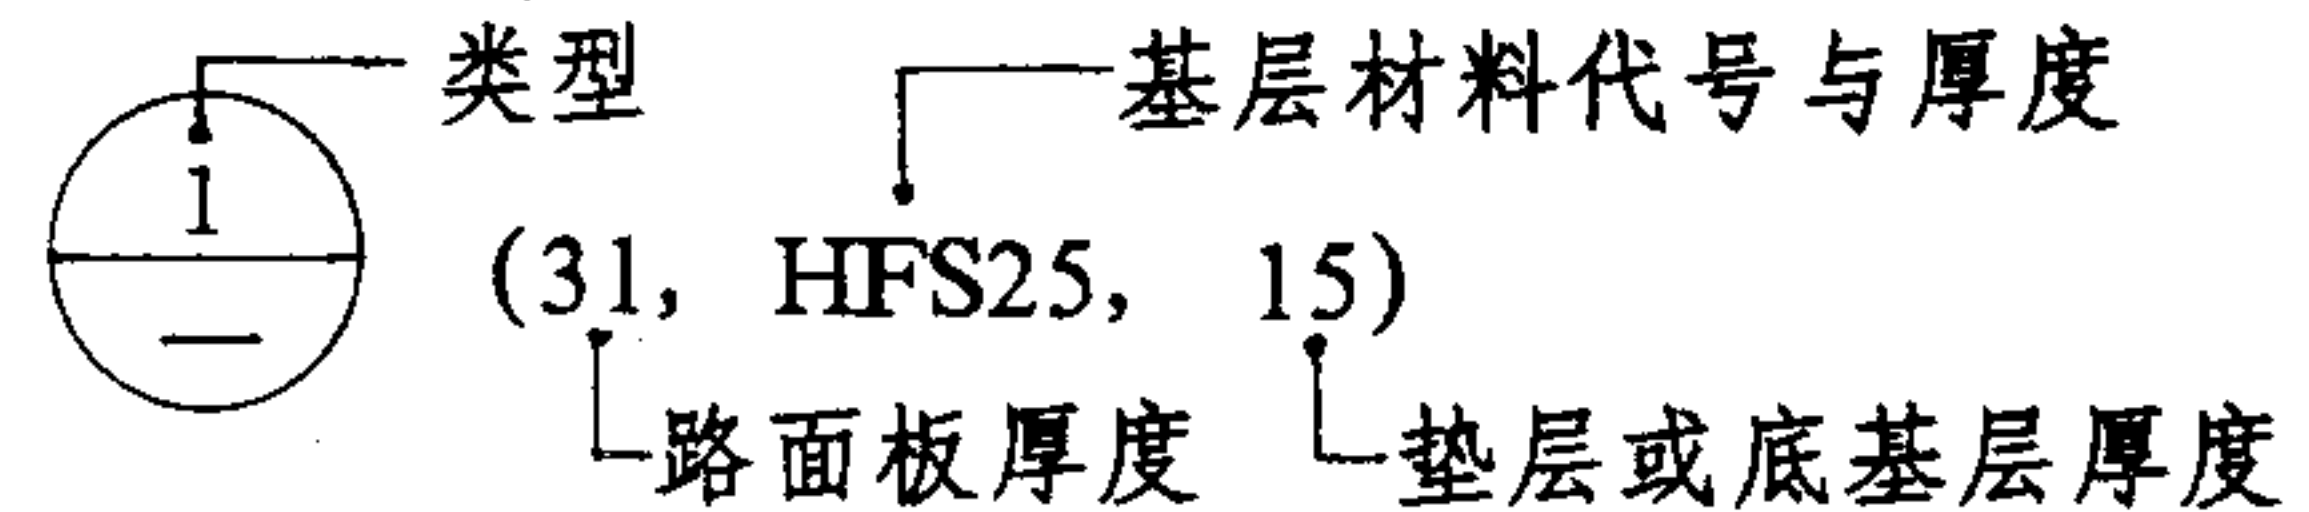 类型 基层材料代号与厚度
1
(31, HFS25, 15)
—
路面板厚度 垫层或底基层厚度